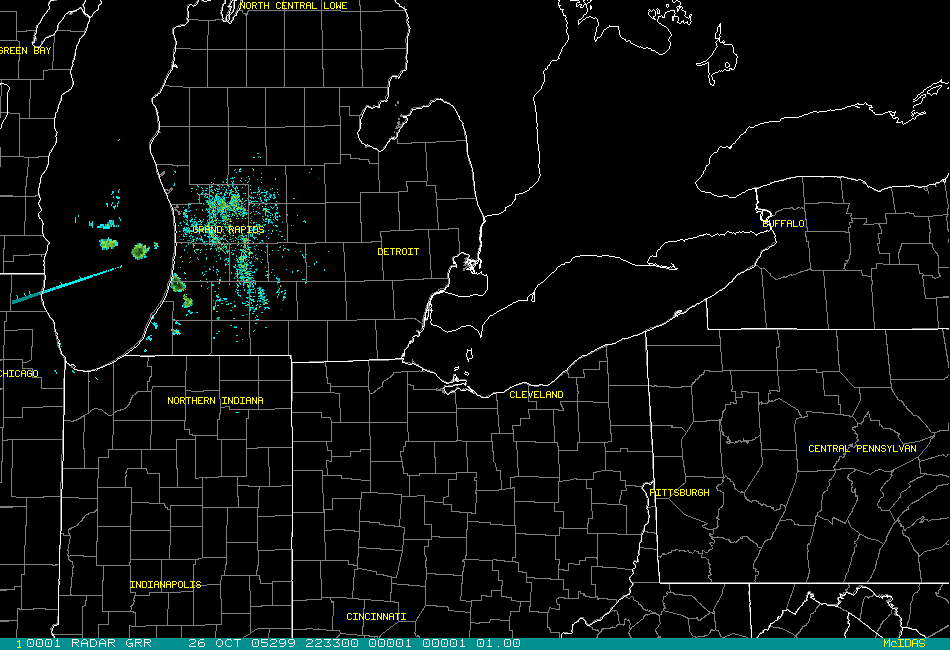 NORTH CENTRAL LOWE
GREEN BAY
BUFFALO
GRAND RAPIDS
DETROIT
CHICAGO
CLEVELAND
NORTHERN INDIANA
CENTRAL PENNSYLVAN
PITTSBURGH
INDIANAPOLIS
CINCINNATI
10001 RADAR GRR 26 OCT 05299 223300 00001 00001 01.00 McIDAS